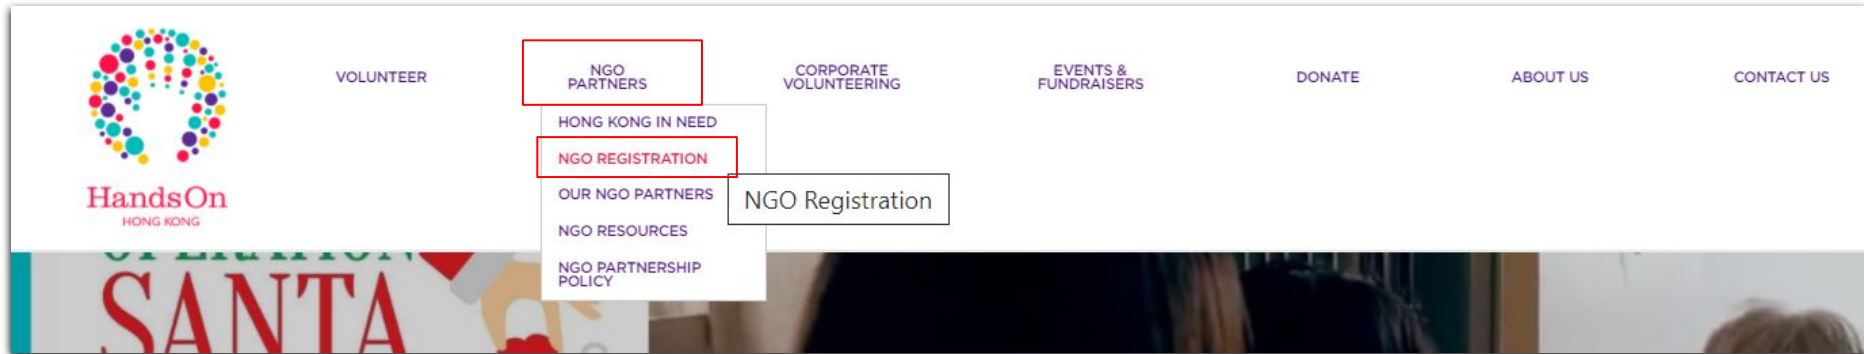 VOLUNTEER
NGO
PARTNERS
CORPORATE
VOLUNTEERING
EVENTS &
FUNDRAISERS
DONATE
ABOUT US
CONTACT US
HandsOn
HONG KONG
HONG KONG IN NEED
NGO REGISTRATION
OUR NGO PARTNERS
NGO RESOURCES
NGO PARTNERSHIP
POLICY
NGO Registration
OPERATION
SANTA